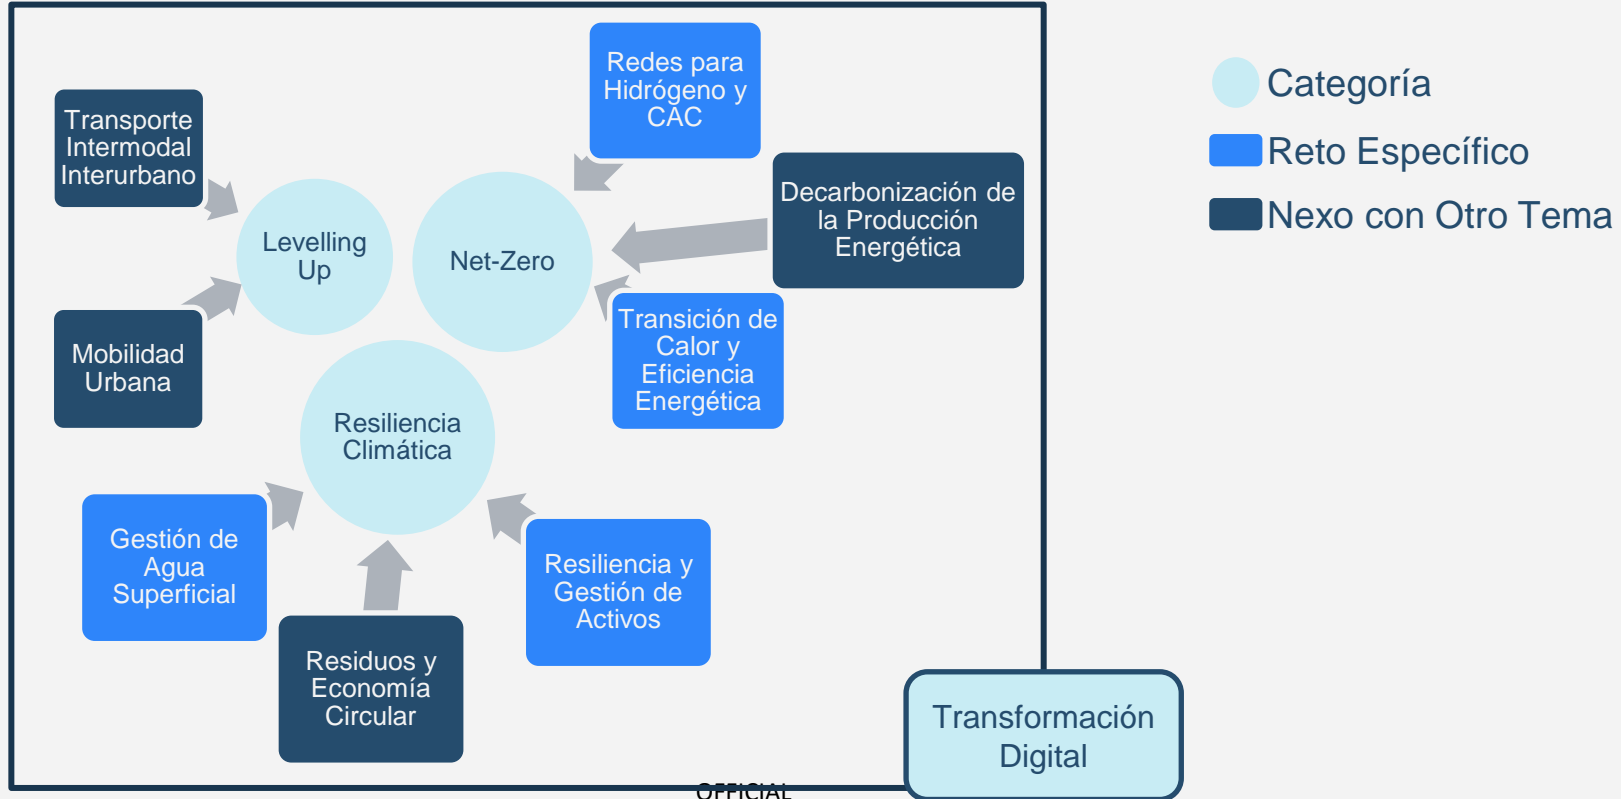 Redes para
Hidrógeno y
CAC
Transporte
Intermodal
Interurbano
Decarbonización de
la Producción
Energética
Levelling
Up
Net-Zero
Mobilidad
Urbana
Transición de
Calor y
Eficiencia
Energética
Resiliencia
Climática
Gestión de
Agua
Superficial
Resiliencia y
Gestión de
Activos
Residuos y
Economía
Circular
Transformación
Digital
OFFICIAL
Categoría
Reto Específico
Nexo con Otro Tema